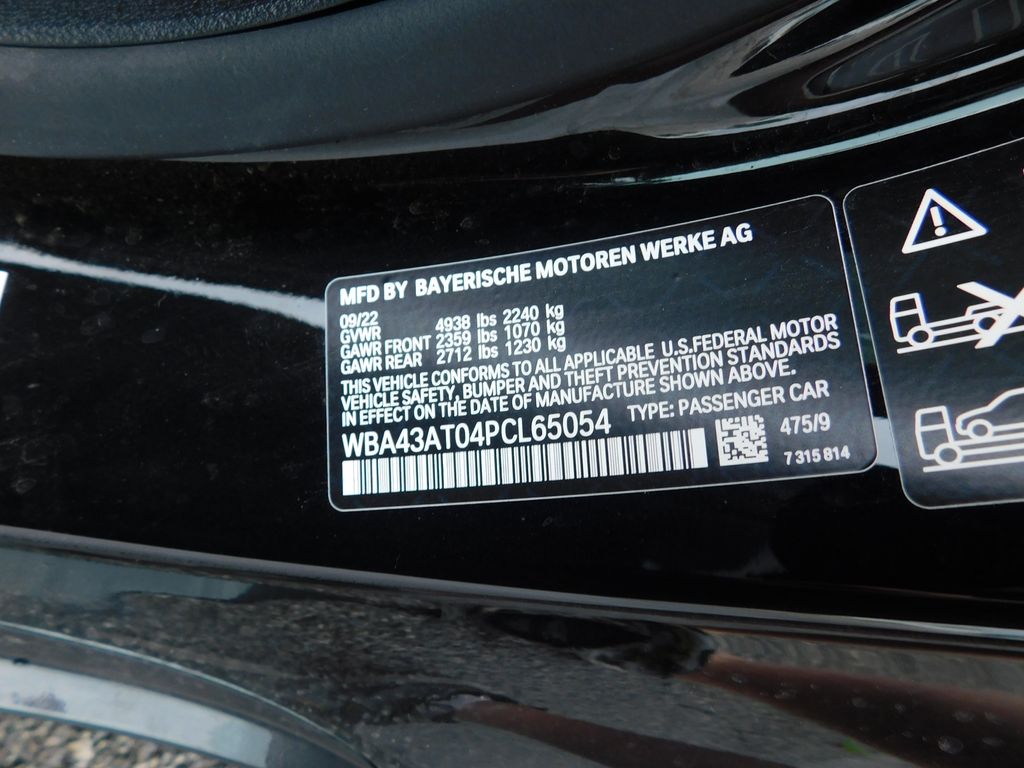 MFD BY BAYERISCHE MOTOREN WERKE AG
09/22
GVWR 4938 lbs 2240 kg
GAWR FRONT 2359 lbs 1070 kg
GAWR REAR 2712 lbs 1230 kg
THIS VEHICLE CONFORMS TO ALL APPLICABLE U.S.FEDERAL MOTOR
VEHICLE SAFETY, BUMPER AND THEFT PREVENTION STANDARDS
IN EFFECT ON THE DATE OF MANUFACTURE SHOWN ABOVE.
WBA43AT04PCL65054 TYPE: PASSENGER CAR
475/9
7 315 814